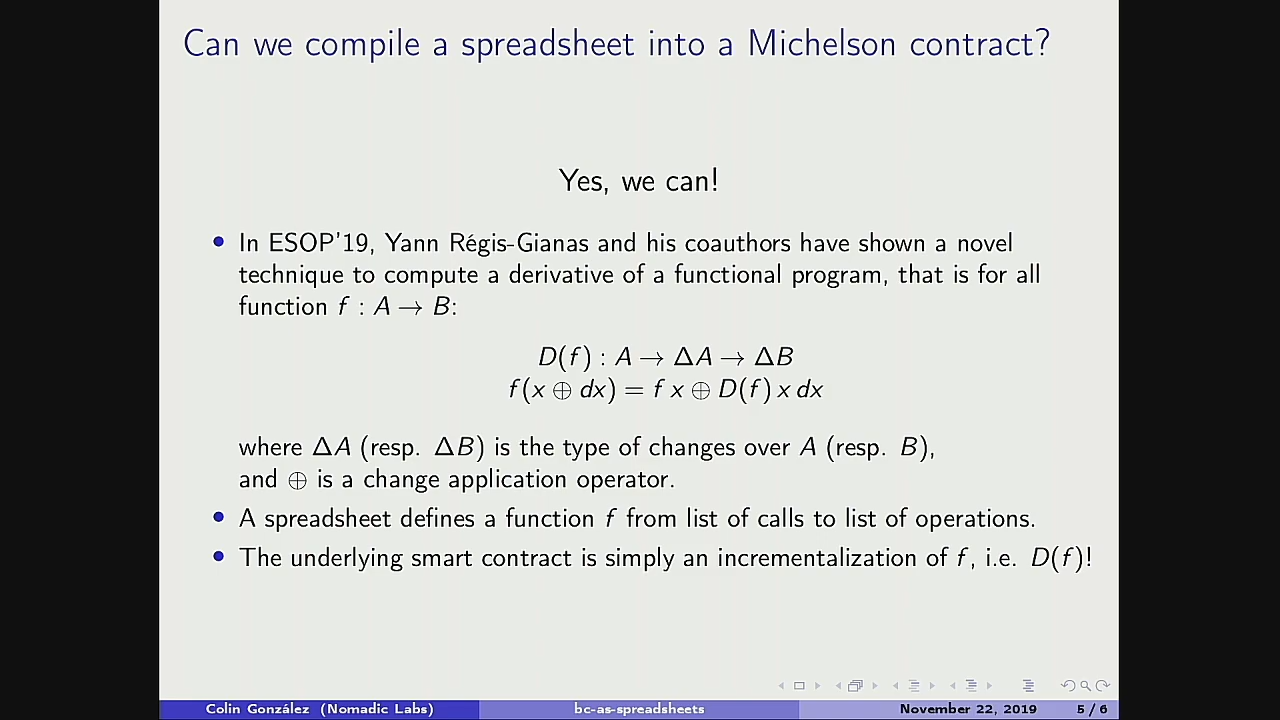 Can we compile a spreadsheet into a Michelson contract?
Yes, we can!
• In ESOP'19, Yann Régis-Gianas and his coauthors have shown a novel
technique to compute a derivative of a functional program, that is for all
function f : A → B:
D(f) : A → ΔA → ΔB
f(x ⊕ dx) = f x ⊕ D(f) x dx
where ΔA (resp. ΔB) is the type of changes over A (resp. B),
and ⊕ is a change application operator.
• A spreadsheet defines a function f from list of calls to list of operations.
• The underlying smart contract is simply an incrementalization of f, i.e. D(f)!
Colin González (Nomadic Labs) bc-as-spreadsheets November 22, 2019 5 / 6